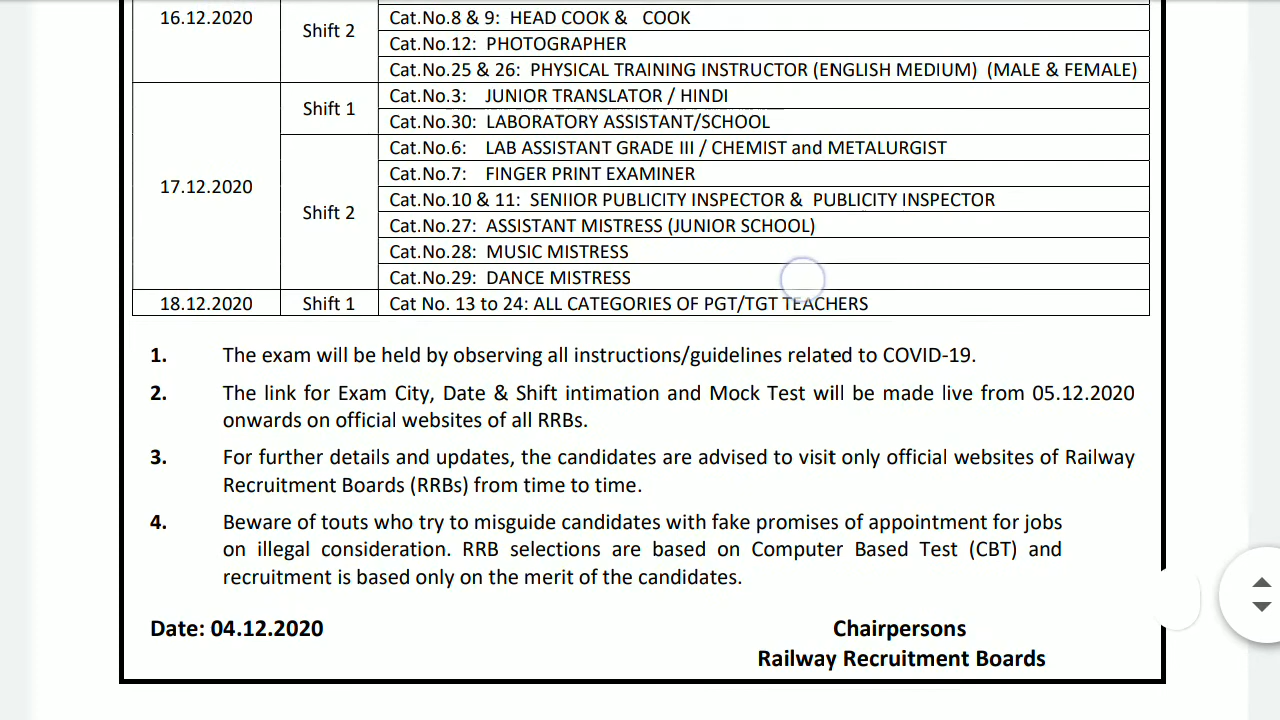 16.12.2020
Shift 2
Cat.No.8 & 9: HEAD COOK & COOK
Cat.No.12: PHOTOGRAPHER
Cat.No.25 & 26: PHYSICAL TRAINING INSTRUCTOR (ENGLISH MEDIUM) (MALE & FEMALE)
17.12.2020
Shift 1
Cat.No.3: JUNIOR TRANSLATOR / HINDI
Cat.No.30: LABORATORY ASSISTANT/SCHOOL
Shift 2
Cat.No.6: LAB ASSISTANT GRADE III / CHEMIST and METALURGIST
Cat.No.7: FINGER PRINT EXAMINER
Cat.No.10 & 11: SENIIOR PUBLICITY INSPECTOR & PUBLICITY INSPECTOR
Cat.No.27: ASSISTANT MISTRESS (JUNIOR SCHOOL)
Cat.No.28: MUSIC MISTRESS
Cat.No.29: DANCE MISTRESS
18.12.2020 Shift 1 Cat No. 13 to 24: ALL CATEGORIES OF PGT/TGT TEACHERS
1. The exam will be held by observing all instructions/guidelines related to COVID-19.
2. The link for Exam City, Date & Shift intimation and Mock Test will be made live from 05.12.2020
onwards on official websites of all RRBs.
3. For further details and updates, the candidates are advised to visit only official websites of Railway
Recruitment Boards (RRBs) from time to time.
4. Beware of touts who try to misguide candidates with fake promises of appointment for jobs
on illegal consideration. RRB selections are based on Computer Based Test (CBT) and
recruitment is based only on the merit of the candidates.
Date: 04.12.2020
Chairpersons
Railway Recruitment Boards